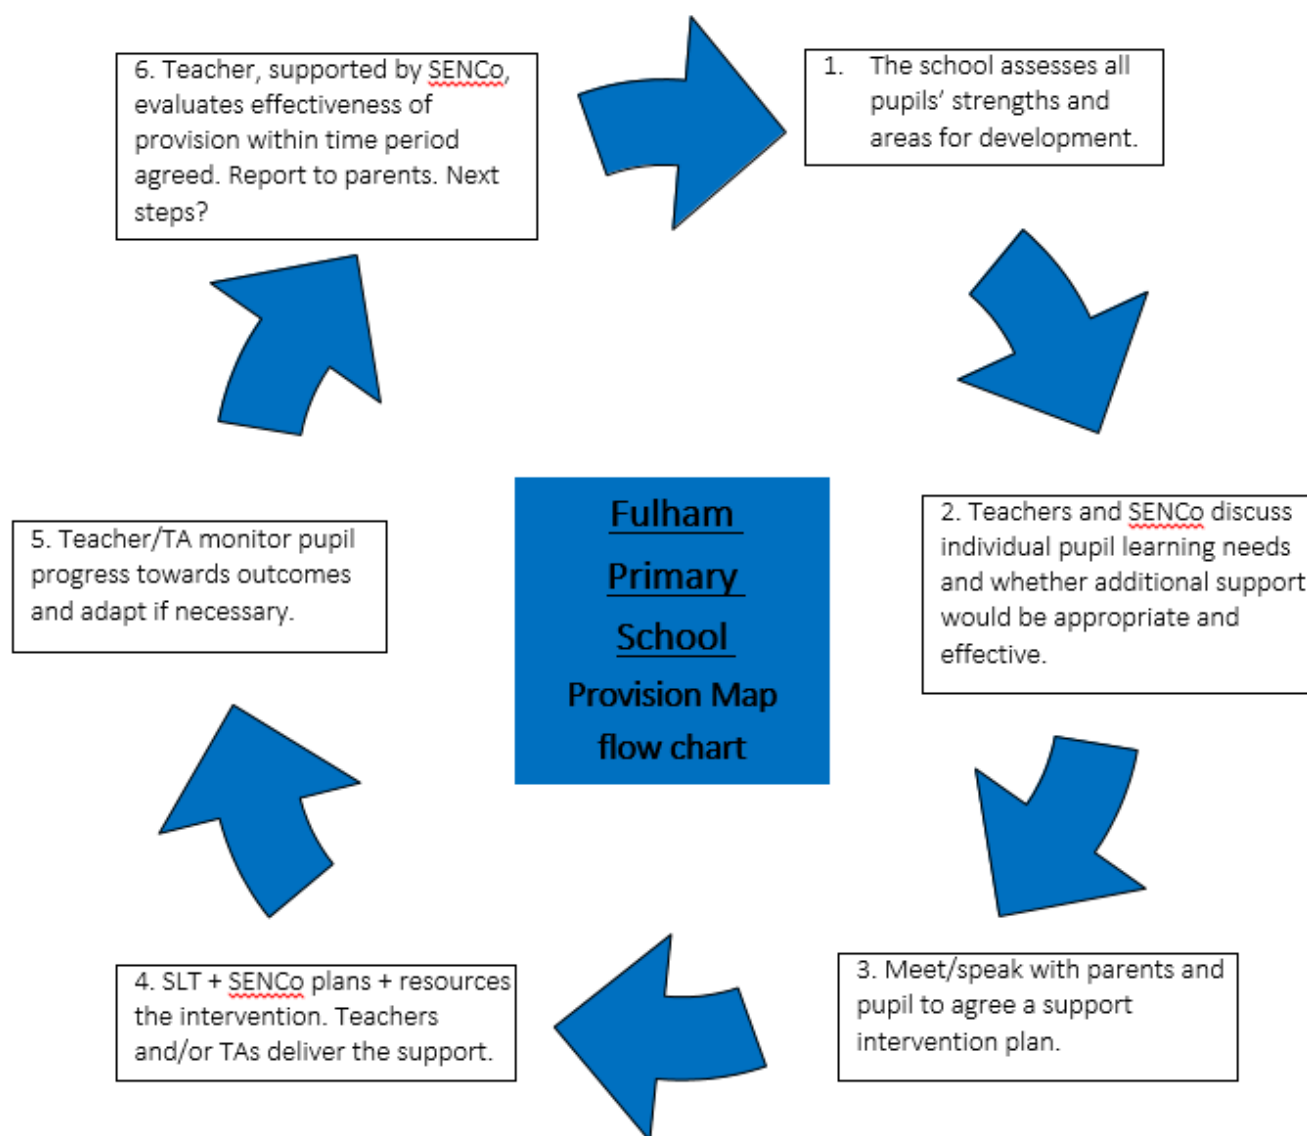 Fulham
Primary
School
Provision Map
flow chart
1. The school assesses all
pupils’ strengths and
areas for development.
2. Teachers and SENCo discuss
individual pupil learning needs
and whether additional support
would be appropriate and
effective.
3. Meet/speak with parents and
pupil to agree a support
intervention plan.
4. SLT + SENCo plans + resources
the intervention. Teachers
and/or TAs deliver the support.
5. Teacher/TA monitor pupil
progress towards outcomes
and adapt if necessary.
6. Teacher, supported by SENCo,
evaluates effectiveness of
provision within time period
agreed. Report to parents. Next
steps?